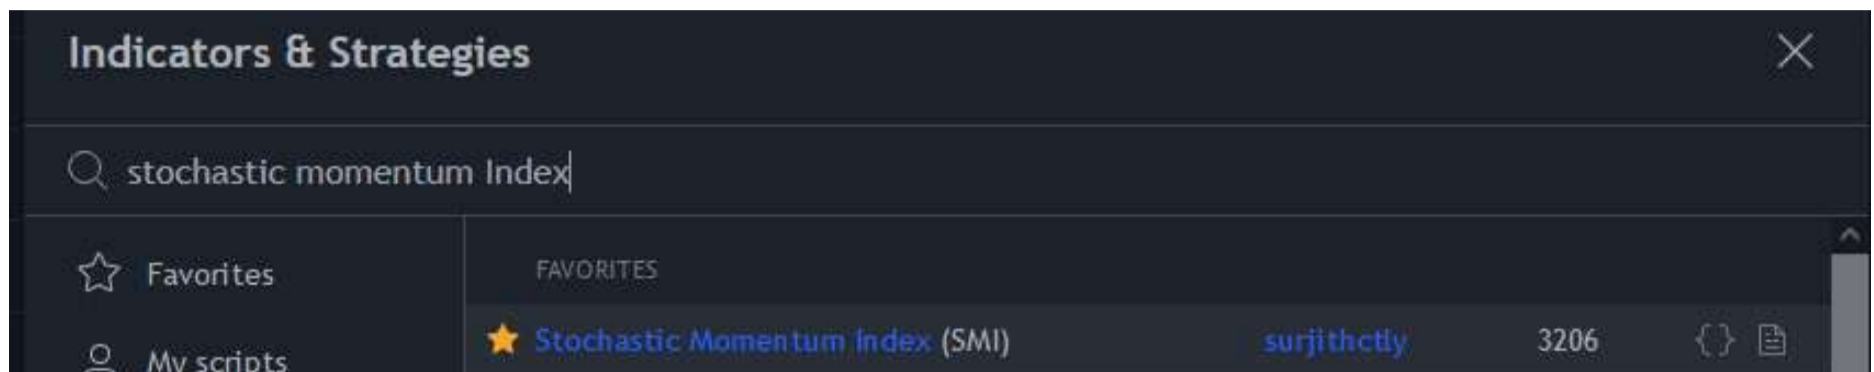 Indicators & Strategies
stochastic momentum Index
Favorites
FAVORITES
Stochastic Momentum Index (SMI) surjithctly 3206 {}
My scripts